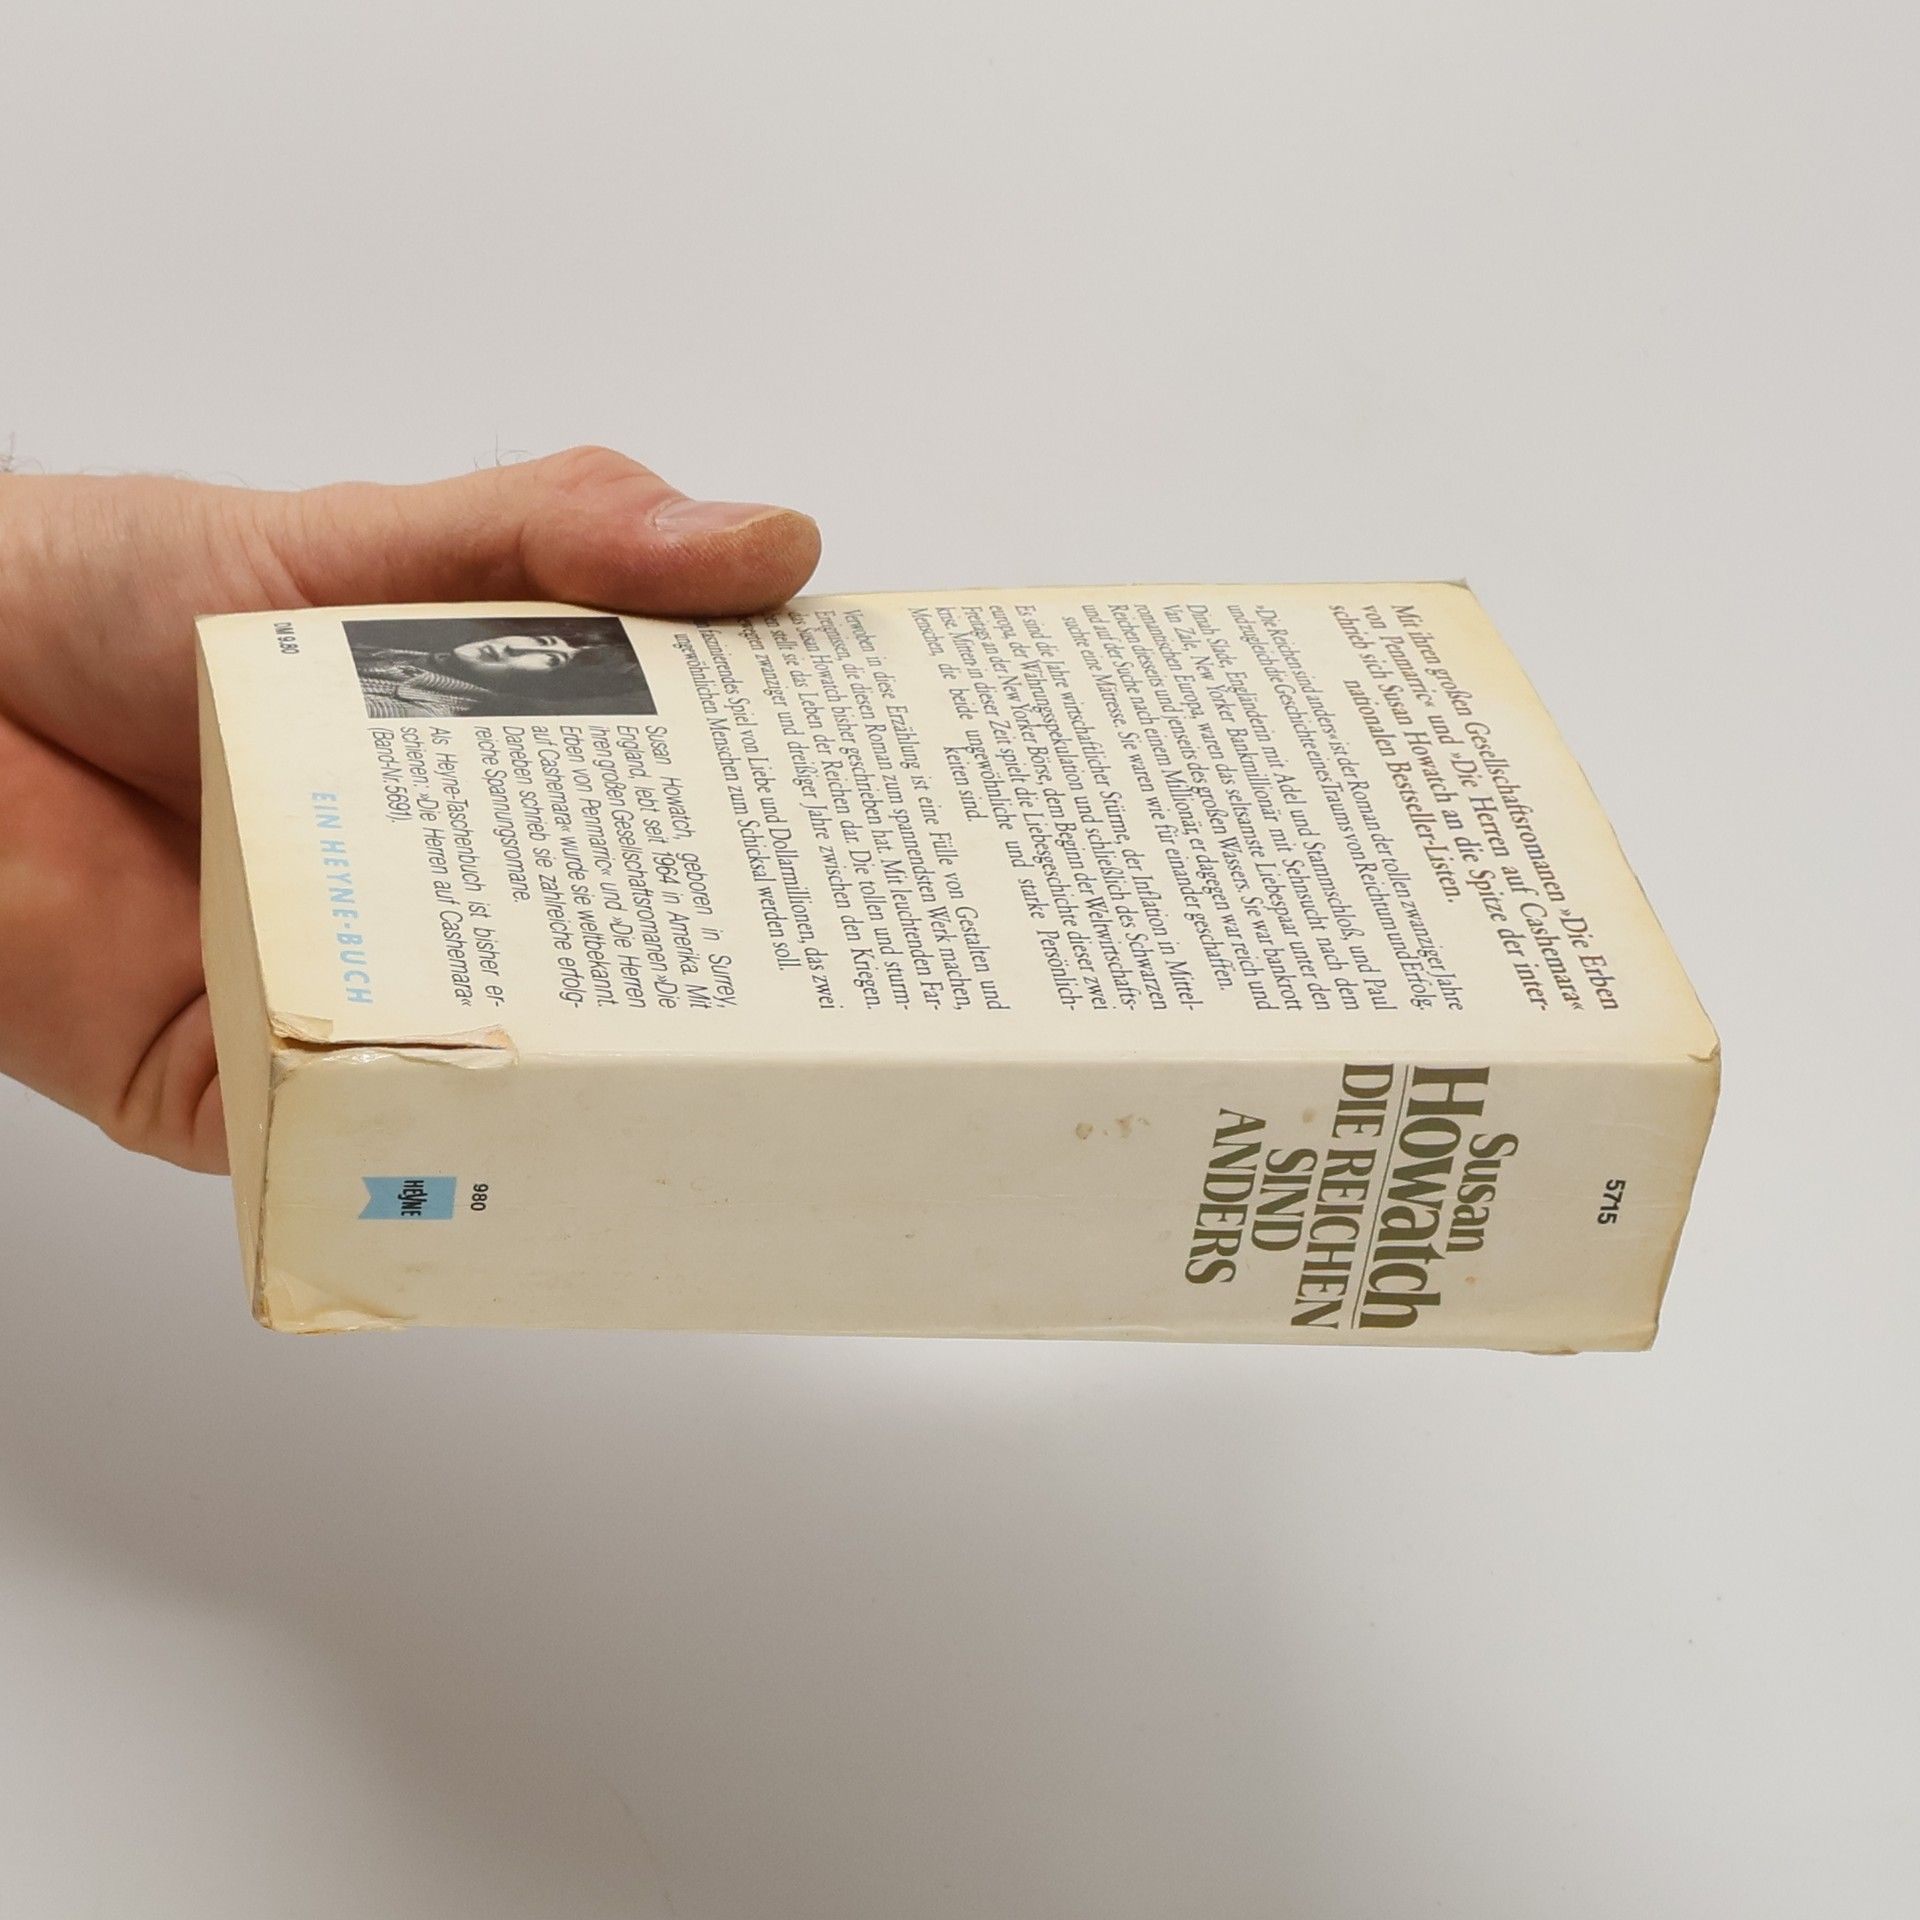 Mit ihren großen Gesellschaftsromanen »Die Erben
von Penmarric« und »Die Herren auf Cashemara«
schrieb sich Susan Howatch an die Spitze der inter-
nationalen Bestseller-Listen.
»Die Reichen sind anders« ist der Roman der tollen zwanziger Jahre
und zugleich die Geschichte eines Traums von Reichtum und Erfolg.
Dinah Slade, Engländerin mit Adel und Stammschloß, und Paul
Van Zale, New Yorker Bankmillionär mit Sehnsucht nach dem
romantischen Europa, waren das seltsamste Liebespaar unter den
Reichen diesseits und jenseits des großen Wassers. Sie war bankrott
und auf der Suche nach einem Millionär, er dagegen war reich und
suchte eine Mätresse. Sie waren wie für einander geschaffen.
Es sind die Jahre wirtschaftlicher Stürme, der Inflation in Mittel-
europa, der Währungsspekulation und schließlich des Schwarzen
Freitags an der New Yorker Börse, dem Beginn der Weltwirtschafts-
krise. Mitten in dieser Zeit spielt die Liebesgeschichte dieser zwei
Menschen, die beide ungewöhnliche und starke Persönlich-
keiten sind.
Verwoben in diese Erzählung ist eine Fülle von Gestalten und
Ereignissen, die diesen Roman zum spannendsten Werk machen,
das Susan Howatch bisher geschrieben hat. Mit leuchtenden Far-
ben stellt sie das Leben der Reichen dar. Die tollen und sturm-
bewegten zwanziger und dreißiger Jahre zwischen den Kriegen.
Ein faszinierendes Spiel von Liebe und Dollarmillionen, das zwei
ungewöhnlichen Menschen zum Schicksal werden soll.
Susan Howatch, geboren in Surrey,
England, lebt seit 1964 in Amerika. Mit
ihren großen Gesellschaftsromanen »Die
Erben von Penmarric« und »Die Herren
auf Cashemara« wurde sie weltbekannt.
Daneben schrieb sie zahlreiche erfolg-
reiche Spannungsromane.
Als Heyne-Taschenbuch ist bisher er-
schienen: »Die Herren auf Cashemara«
(Band-Nr. 5691).
EIN HEYNE-BUCH
DM 9.80
5715
Susan
Howatch
DIE REICHEN
SIND
ANDERS
980
HEYNE